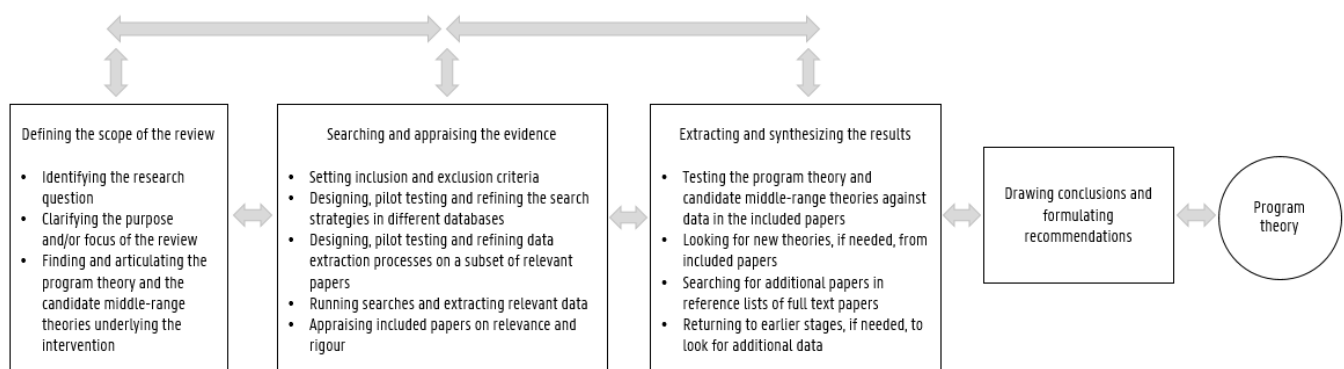 Defining the scope of the review
• Identifying the research
question
• Clarifying the purpose
and/or focus of the review
• Finding and articulating the
program theory and the
candidate middle-range
theories underlying the
intervention
Searching and appraising the evidence
• Setting inclusion and exclusion criteria
• Designing, pilot testing and refining the search
strategies in different databases
• Designing, pilot testing and refining data
extraction processes on a subset of relevant
papers
• Running searches and extracting relevant data
• Appraising included papers on relevance and
rigour
Extracting and synthesizing the results
• Testing the program theory and
candidate middle-range theories against
data in the included papers
• Looking for new theories, if needed, from
included papers
• Searching for additional papers in
reference lists of full text papers
• Returning to earlier stages, if needed, to
look for additional data
Drawing conclusions and
formulating
recommendations
Program
theory